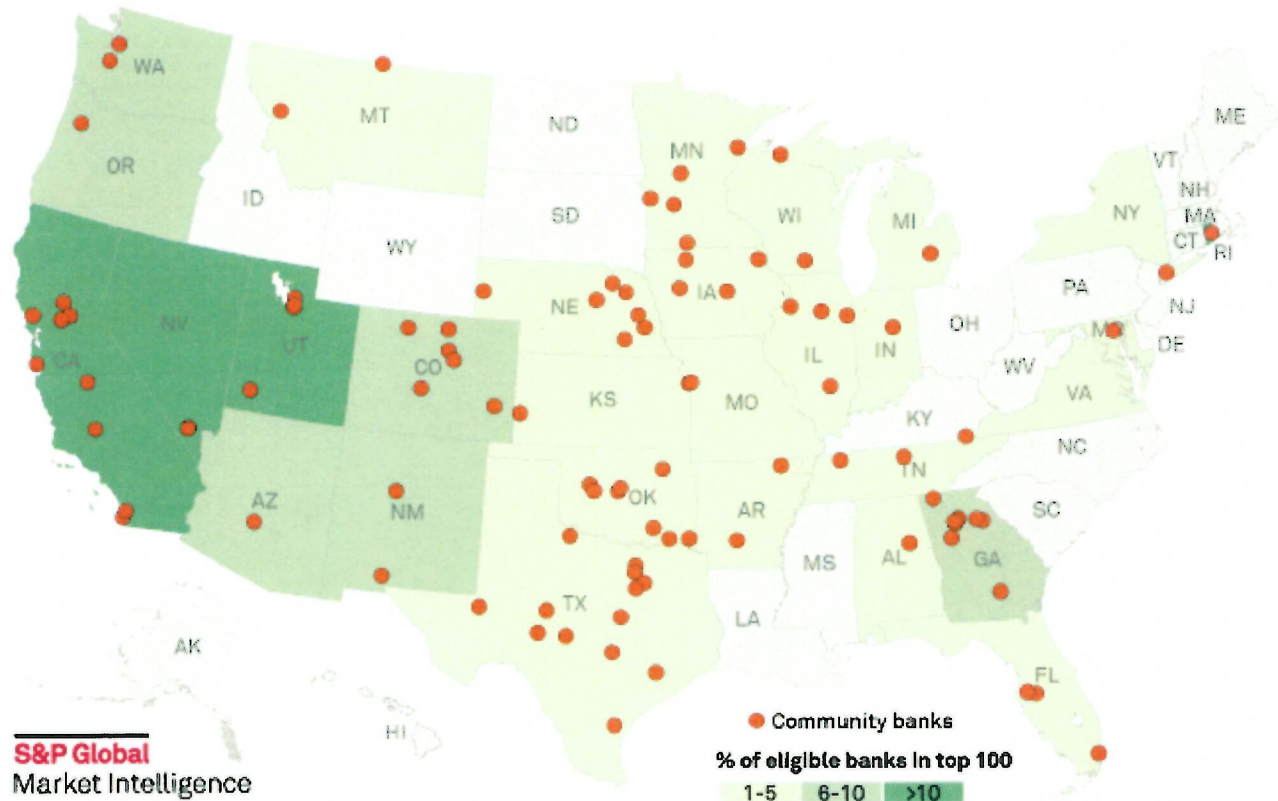 WA
MT
ND
ME
OR
MN
VT
ID
SD
WI
MI
NH
NY
MA
CT
RI
WY
NE
IA
PA
NJ
NV
OH
MD
DE
UT
CA
CO
IL
IN
WV
KS
MO
VA
KY
NC
TN
AZ
NM
OK
AR
SC
MS
AL
GA
TX
LA
AK
FL
HI
Community banks
S&P Global
Market Intelligence
% of eligible banks in top 100
1-5 6-10 >10